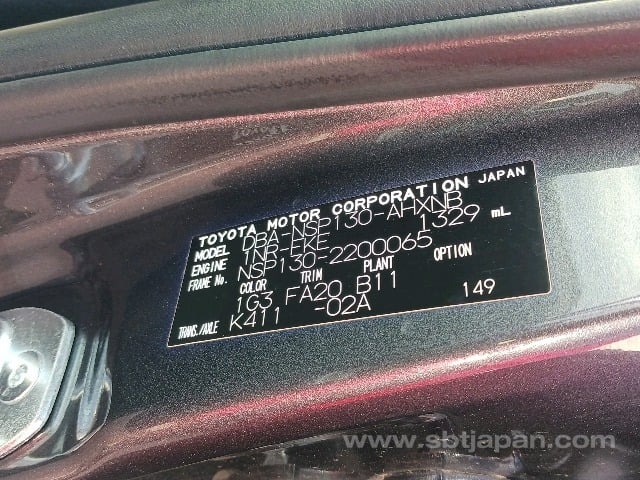 TOYOTA MOTOR CORPORATION JAPAN
MODEL DBA-NSP130-AHXNB
ENGINE 1NR-FKE 1329 mL
FRAME No. NSP130-2200065
COLOR TRIM PLANT OPTION
1G3 FA20 B11
TRANS./AXLE K411 -02A 149
www.sbtjapan.com